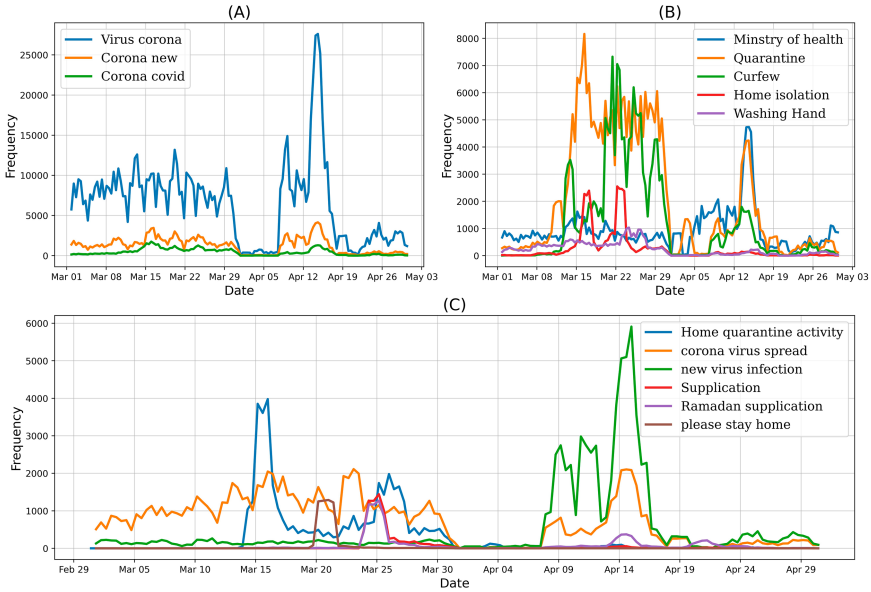 (A)
Virus corona
Corona new
Corona covid
Frequency
25000
20000
15000
10000
5000
0
Mar 01 Mar 08 Mar 15 Mar 22 Mar 29 Apr 05 Apr 12 Apr 19 Apr 26 May 03
Date
(B)
Minstry of health
Quarantine
Curfew
Home isolation
Washing Hand
Frequency
8000
7000
6000
5000
4000
3000
2000
1000
0
Mar 01 Mar 08 Mar 15 Mar 22 Mar 29 Apr 05 Apr 12 Apr 19 Apr 26 May 03
Date
(C)
Home quarantine activity
corona virus spread
new virus infection
Supplication
Ramadan supplication
please stay home
Frequency
6000
5000
4000
3000
2000
1000
0
Feb 29 Mar 05 Mar 10 Mar 15 Mar 20 Mar 25 Mar 30 Apr 04 Apr 09 Apr 14 Apr 19 Apr 24 Apr 29
Date